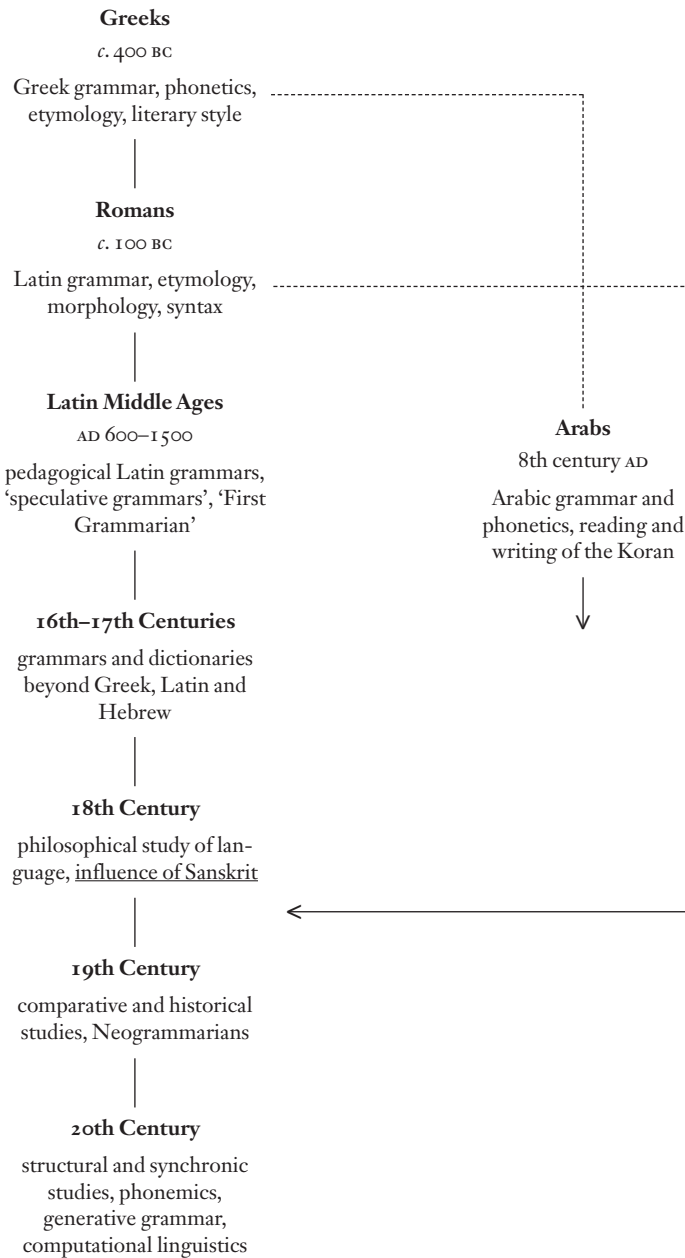 Greeks
c. 400 BC
Greek grammar, phonetics,
etymology, literary style
Romans
c. 100 BC
Latin grammar, etymology,
morphology, syntax
Latin Middle Ages
AD 600–1500
pedagogical Latin grammars,
‘speculative grammars’, ‘First
Grammarian’
Arabs
8th century AD
Arabic grammar and
phonetics, reading and
writing of the Koran
16th–17th Centuries
grammars and dictionaries
beyond Greek, Latin and
Hebrew
18th Century
philosophical study of lan-
guage, influence of Sanskrit
19th Century
comparative and historical
studies, Neogrammarians
20th Century
structural and synchronic
studies, phonemics,
generative grammar,
computational linguistics